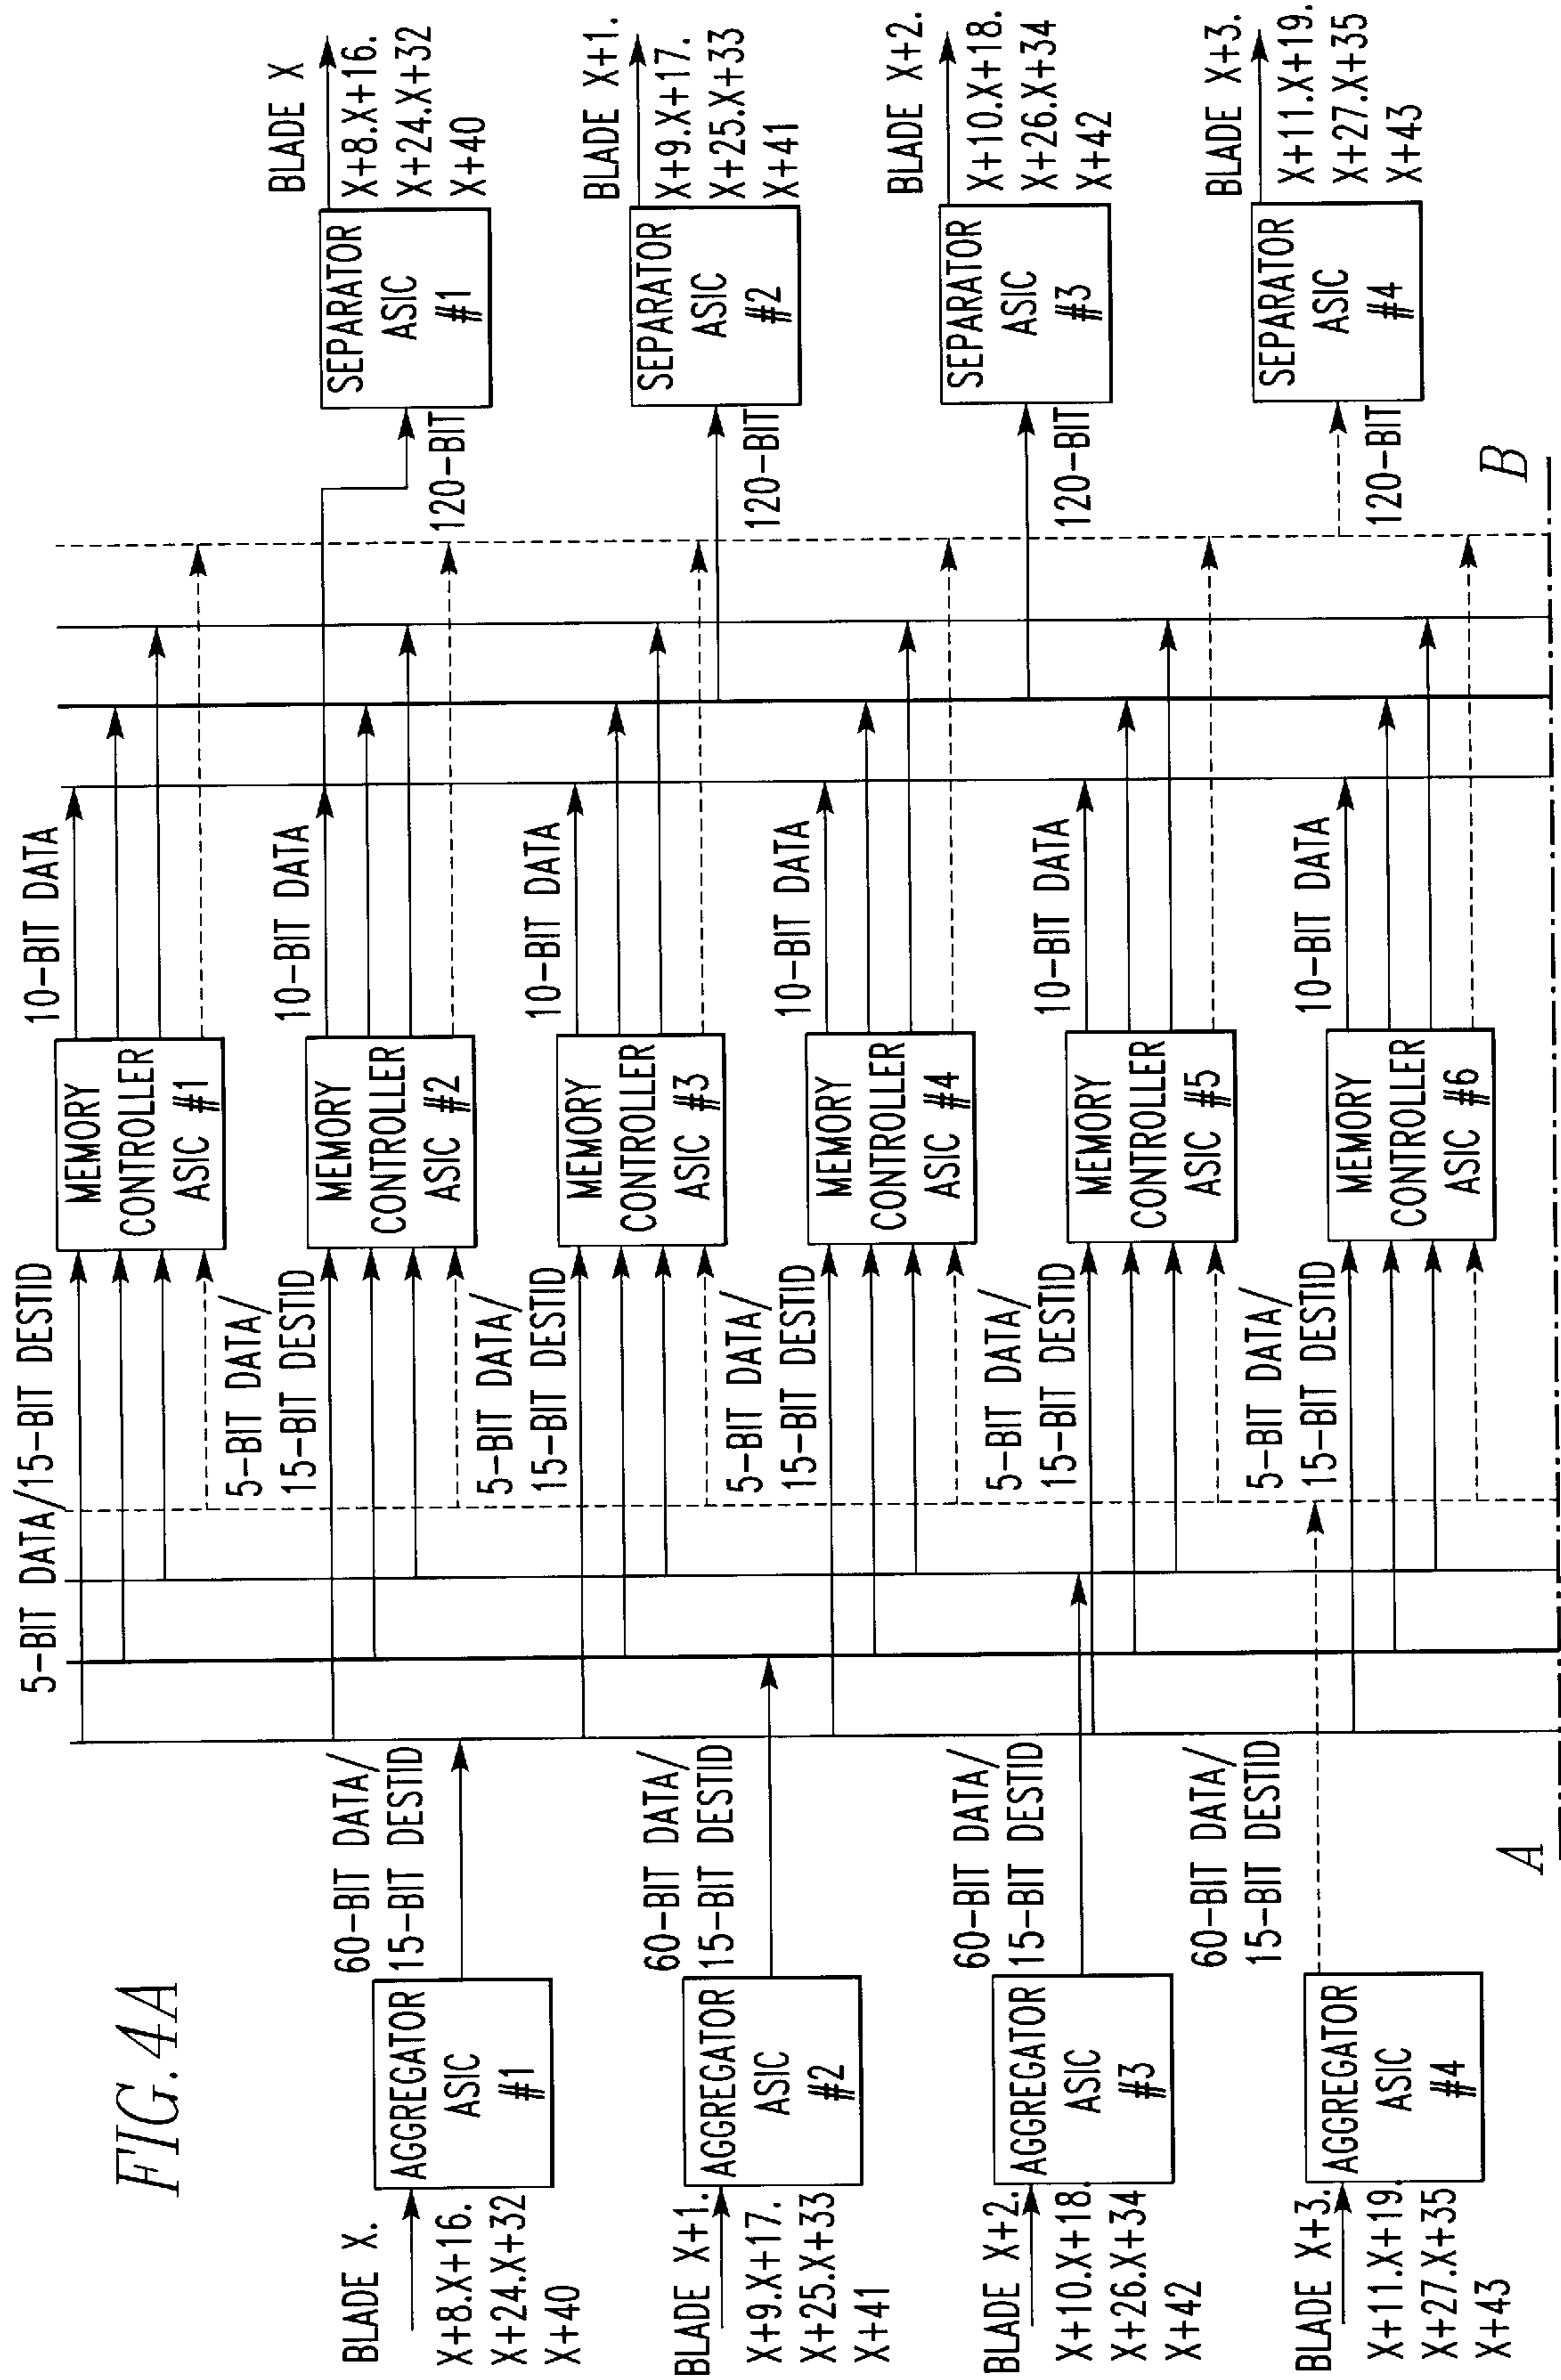 FIG. 4A
BLADE X.
X+8.X+16.
X+24.X+32
X+40
AGGREGATOR
ASIC
#1
60-BIT DATA/
15-BIT DESTID
BLADE X+1.
X+9.X+17.
X+25.X+33
X+41
AGGREGATOR
ASIC
#2
60-BIT DATA/
15-BIT DESTID
BLADE X+2.
X+10.X+18.
X+26.X+34
X+42
AGGREGATOR
ASIC
#3
60-BIT DATA/
15-BIT DESTID
BLADE X+3.
X+11.X+19.
X+27.X+35
X+43
AGGREGATOR
ASIC
#4
60-BIT DATA/
15-BIT DESTID
A
5-BIT DATA/15-BIT DESTID
MEMORY
CONTROLLER
ASIC #1
10-BIT DATA
5-BIT DATA/
15-BIT DESTID
MEMORY
CONTROLLER
ASIC #2
10-BIT DATA
5-BIT DATA/
15-BIT DESTID
MEMORY
CONTROLLER
ASIC #3
10-BIT DATA
5-BIT DATA/
15-BIT DESTID
MEMORY
CONTROLLER
ASIC #4
10-BIT DATA
5-BIT DATA/
15-BIT DESTID
MEMORY
CONTROLLER
ASIC #5
10-BIT DATA
5-BIT DATA/
15-BIT DESTID
MEMORY
CONTROLLER
ASIC #6
10-BIT DATA
120-BIT
SEPARATOR
ASIC
#1
BLADE X
X+8.X+16.
X+24.X+32
X+40
120-BIT
SEPARATOR
ASIC
#2
BLADE X+1.
X+9.X+17.
X+25.X+33
X+41
120-BIT
SEPARATOR
ASIC
#3
BLADE X+2.
X+10.X+18.
X+26.X+34
X+42
120-BIT
SEPARATOR
ASIC
#4
BLADE X+3.
X+11.X+19.
X+27.X+35
X+43
B